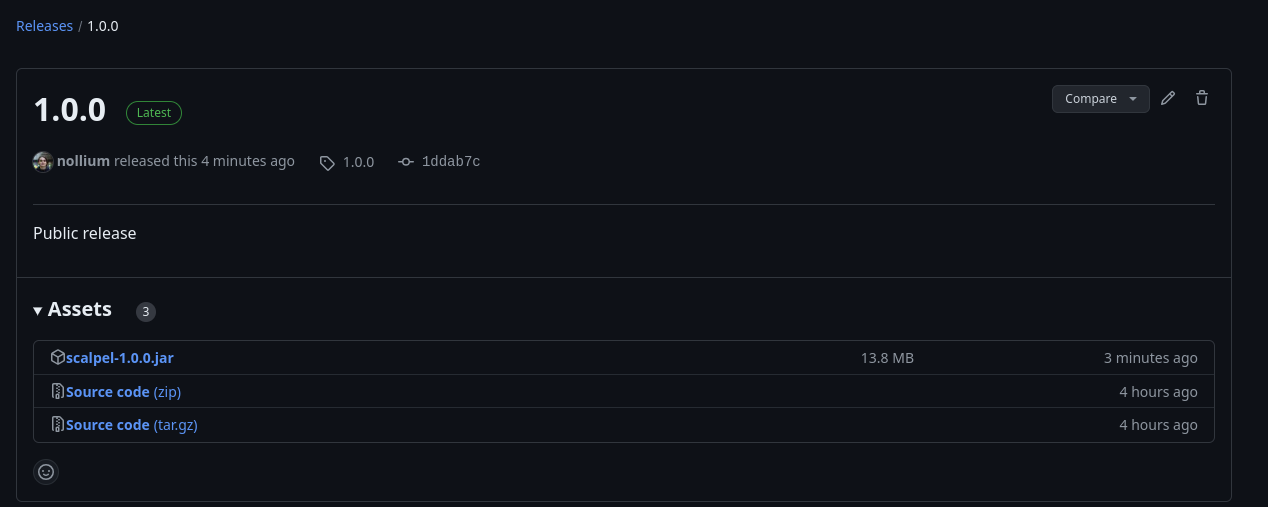 Releases / 1.0.0
1.0.0 Latest
Compare
nollium released this 4 minutes ago 1.0.0 1ddab7c
Public release
Assets 3
scalpel-1.0.0.jar 13.8 MB 3 minutes ago
Source code (zip) 4 hours ago
Source code (tar.gz) 4 hours ago